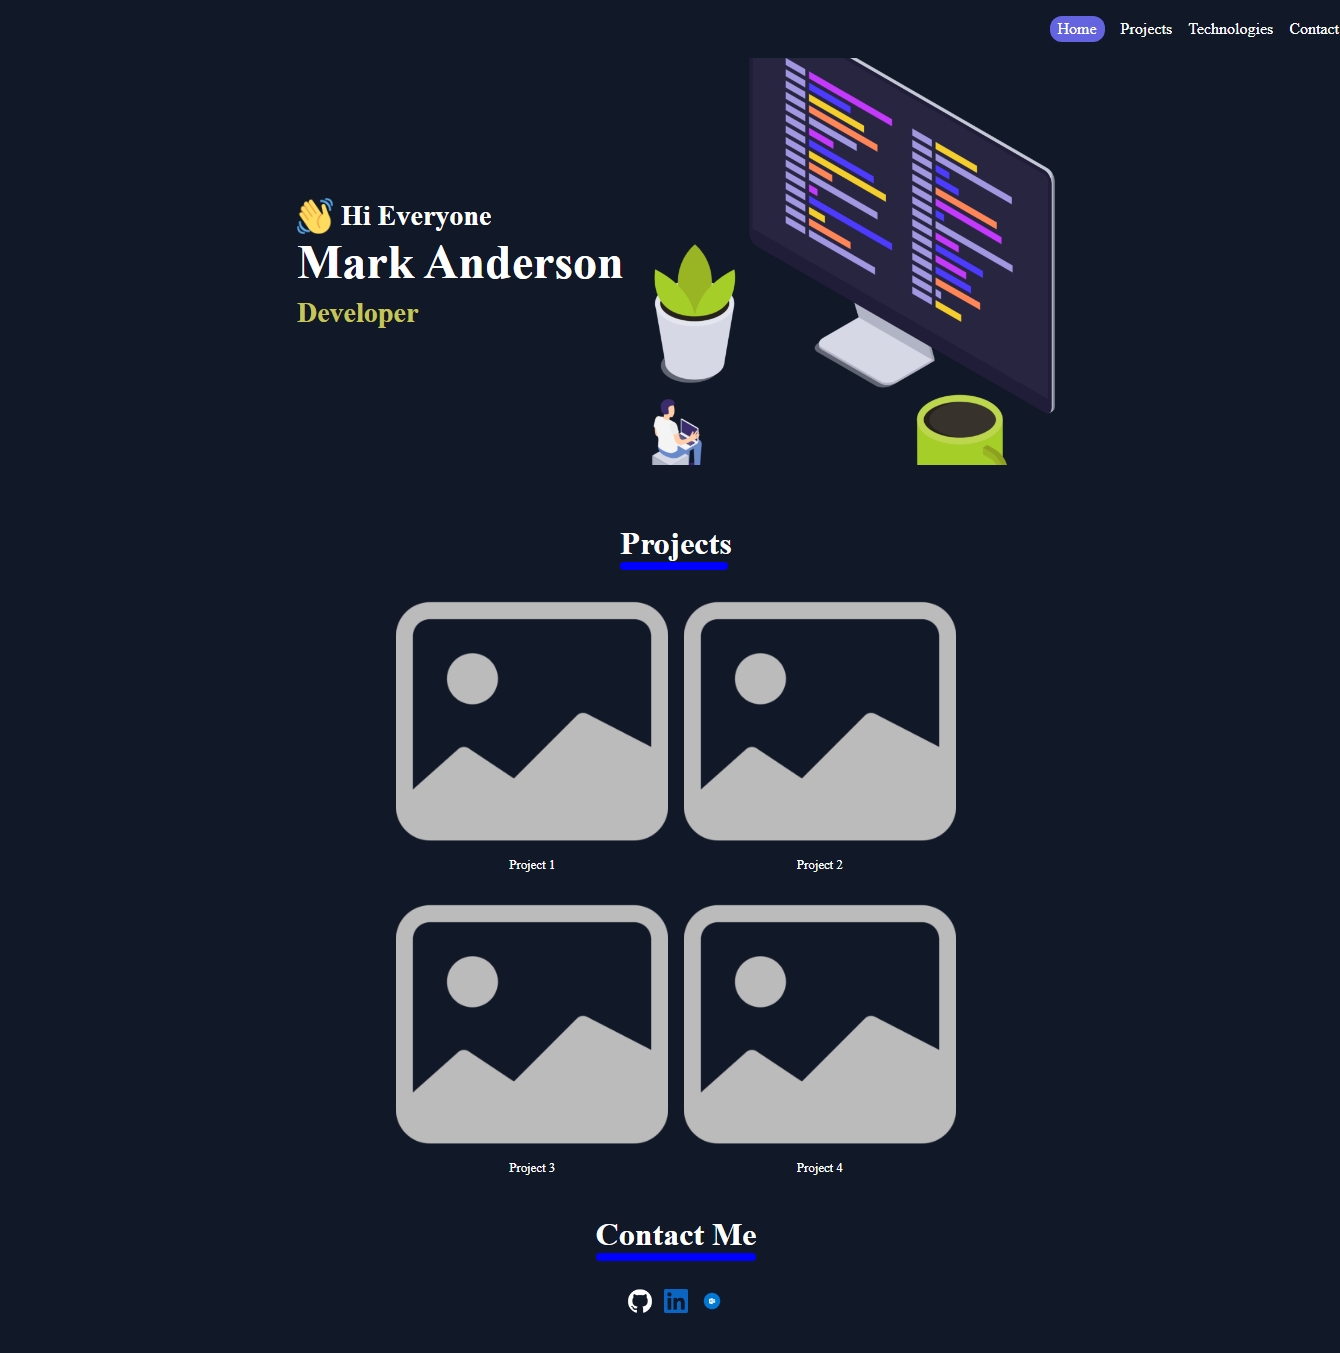 Home Projects Technologies Contact
👋 Hi Everyone
Mark Anderson
Developer
Projects
Project 1
Project 2
Project 3
Project 4
Contact Me
in